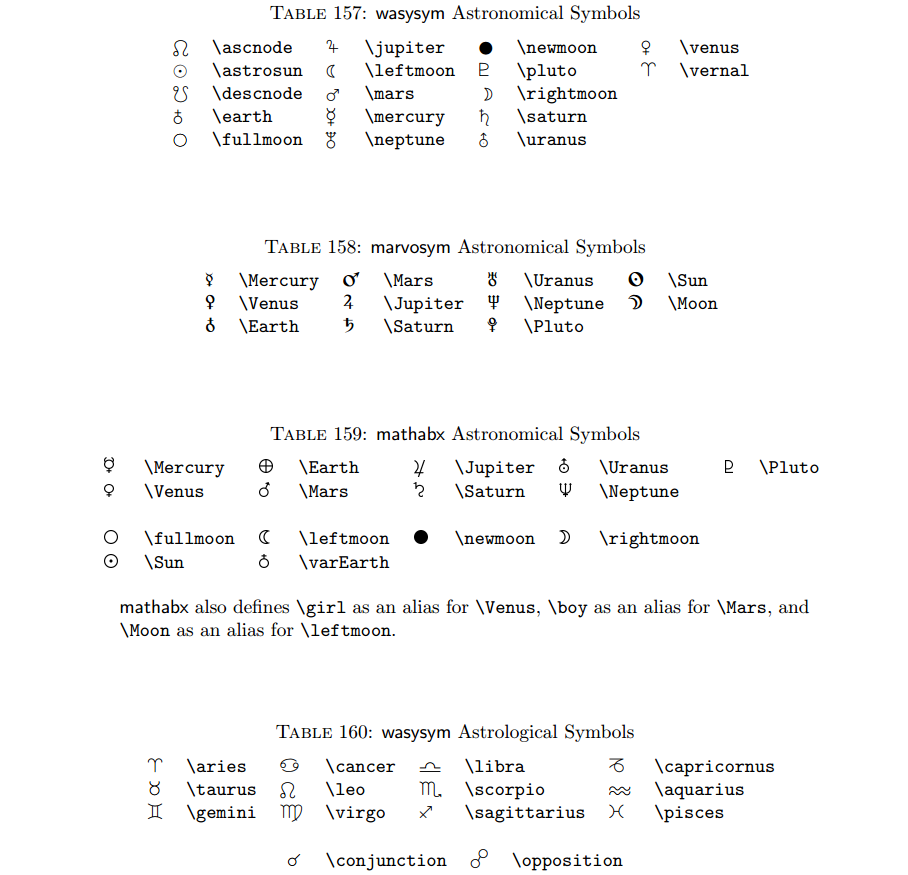 TABLE 157: wasysym Astronomical Symbols
☊ \ascnode ♃ \jupiter ● \newmoon ♀ \venus
☉ \astrosun ☾ \leftmoon ♇ \pluto ♈ \vernal
☋ \descnode ♂ \mars ☽ \rightmoon
♁ \earth ☿ \mercury ♄ \saturn
○ \fullmoon ♆ \neptune ⛢ \uranus
TABLE 158: marvosym Astronomical Symbols
☿ \Mercury ♂ \Mars ♅ \Uranus ☉ \Sun
♀ \Venus ♃ \Jupiter ♆ \Neptune ☽ \Moon
♁ \Earth ♄ \Saturn ⚴ \Pluto
TABLE 159: mathabx Astronomical Symbols
☿ \Mercury ⊕ \Earth ♃ \Jupiter ⛢ \Uranus ♇ \Pluto
♀ \Venus ♂ \Mars ♄ \Saturn ♆ \Neptune
○ \fullmoon ☾ \leftmoon ● \newmoon ☽ \rightmoon
☉ \Sun ♁ \varEarth
mathabx also defines \girl as an alias for \Venus, \boy as an alias for \Mars, and
\Moon as an alias for \leftmoon.
TABLE 160: wasysym Astrological Symbols
♈ \aries ♋ \cancer ♎ \libra ♑ \capricornus
♉ \taurus ♌ \leo ♏ \scorpio ♒ \aquarius
♊ \gemini ♍ \virgo ♐ \sagittarius ♓ \pisces
☌ \conjunction ☍ \opposition